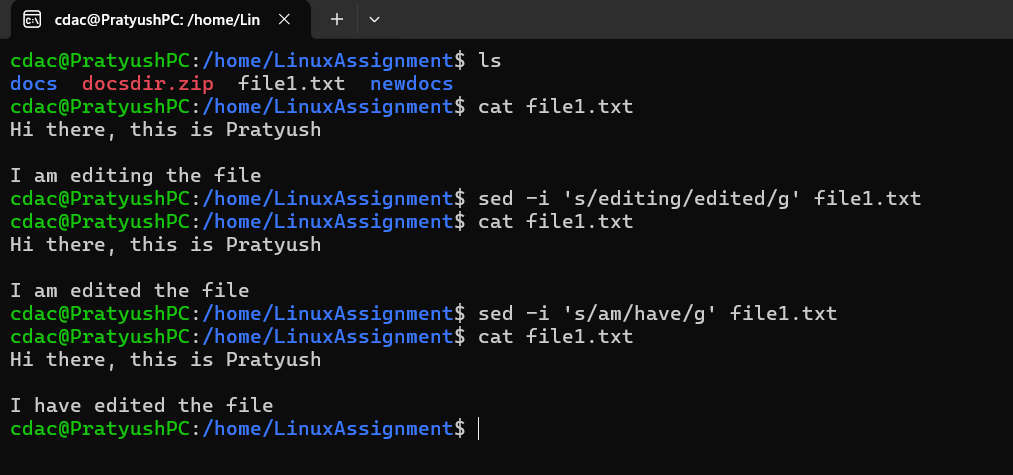 cdac@PratyushPC: /home/Lin
cdac@PratyushPC:/home/LinuxAssignment$ ls
docs  docsdir.zip  file1.txt  newdocs
cdac@PratyushPC:/home/LinuxAssignment$ cat file1.txt
Hi there, this is Pratyush

I am editing the file
cdac@PratyushPC:/home/LinuxAssignment$ sed -i 's/editing/edited/g' file1.txt
cdac@PratyushPC:/home/LinuxAssignment$ cat file1.txt
Hi there, this is Pratyush

I am edited the file
cdac@PratyushPC:/home/LinuxAssignment$ sed -i 's/am/have/g' file1.txt
cdac@PratyushPC:/home/LinuxAssignment$ cat file1.txt
Hi there, this is Pratyush

I have edited the file
cdac@PratyushPC:/home/LinuxAssignment$